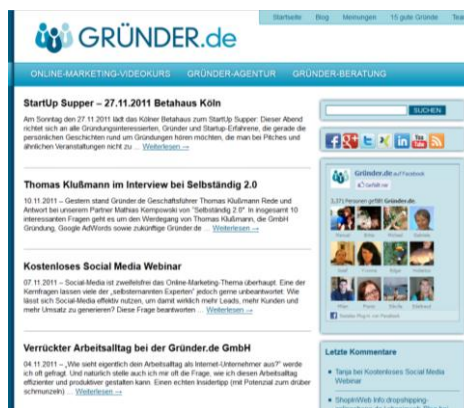 Startseite Blog Meinungen 15 gute Gründe
GRÜNDER.de
ONLINE-MARKETING-VIDEOKURS GRÜNDER-AGENTUR GRÜNDER-BERATUNG
StartUp Supper – 27.11.2011 Betahaus Köln
Am Sonntag den 27.11.2011 lädt das Kölner Betahaus zum StartUp Supper: Dieser Abend
richtet sich an alle Gründungsinteressierten, Gründer und Startup-Erfahrene, die gerade die
persönlichen Geschichten rund um Gründungen hören möchten, die man bei Pitches und
ähnlichen Veranstaltungen nicht zu … Weiterlesen →
Thomas Klußmann im Interview bei Selbständig 2.0
10.11.2011 – Gestern stand Gründer.de Geschäftsführer Thomas Klußmann Rede und
Antwort bei unserem Partner Mathias Kempowski von "Selbständig 2.0". In insgesamt 10
interessanten Fragen geht es um den Werdegang von Thomas Klußmann, die GmbH
Gründung, Google AdWords sowie zukünftige Gründer.de … Weiterlesen →
Kostenloses Social Media Webinar
07.11.2011 – Social-Media ist zweifelsfrei das Online-Marketing-Thema überhaupt. Eine der
Kernfragen lassen viele der „selbsternannten Experten" jedoch gerne unbeantwortet: Wie
lässt sich Social-Media effektiv nutzen, um damit wirklich mehr Leads, mehr Kunden und
mehr Umsatz zu generieren? Diese Frage beantworten … Weiterlesen →
Verrückter Arbeitsalltag bei der Gründer.de GmbH
04.11.2011 – „Wie sieht eigentlich dein Arbeitsalltag als Internet-Unternehmer aus?" werde
ich oft gefragt. Und natürlich stelle auch ich mir oft die Frage, wie ich diesen Arbeitsalltag
effizienter und produktiver gestalten kann. Einen echten Insidertipp (mit Potenzial zum drüber
schmunzeln) … Weiterlesen →
SUCHEN
Gründer.de auf Facebook
Gefällt mir
3,171 Personen gefällt Gründer.de.
Letzte Kommentare
Tanja bei Kostenloses Social Media
Webinar
ShopInWeb Info dropshipping-